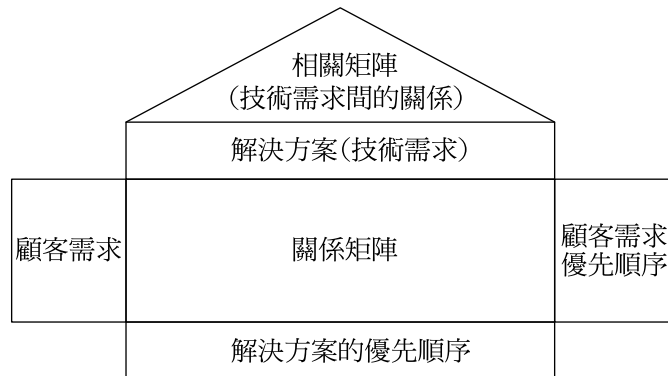 相關矩陣
(技術需求間的關係)
解決方案(技術需求)
顧客需求
關係矩陣
顧客需求
優先順序
解決方案的優先順序